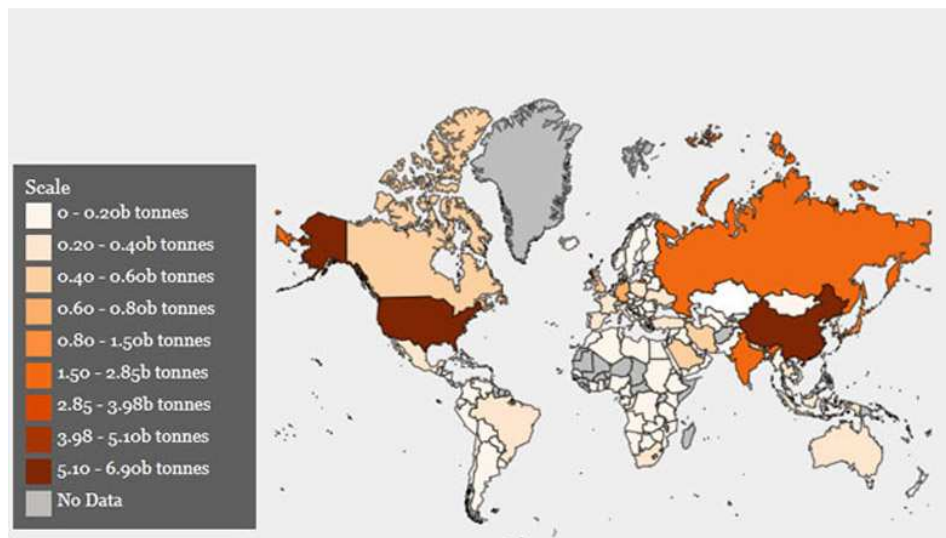 Scale
0 - 0.20b tonnes
0.20 - 0.40b tonnes
0.40 - 0.60b tonnes
0.60 - 0.80b tonnes
0.80 - 1.50b tonnes
1.50 - 2.85b tonnes
2.85 - 3.98b tonnes
3.98 - 5.10b tonnes
5.10 - 6.90b tonnes
No Data